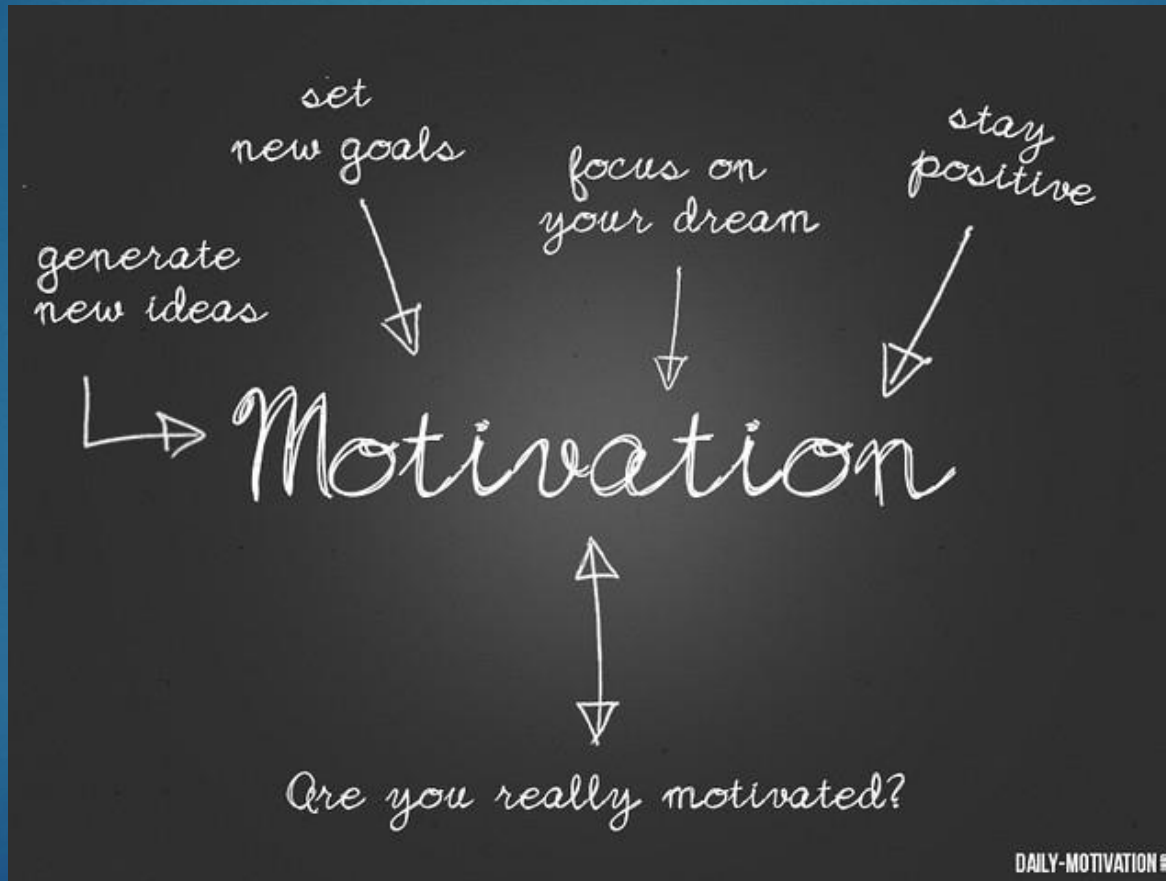 set
new goals
stay
positive
focus on
your dream
generate
new ideas
Motivation
Are you really motivated?
DAILY-MOTIVATION